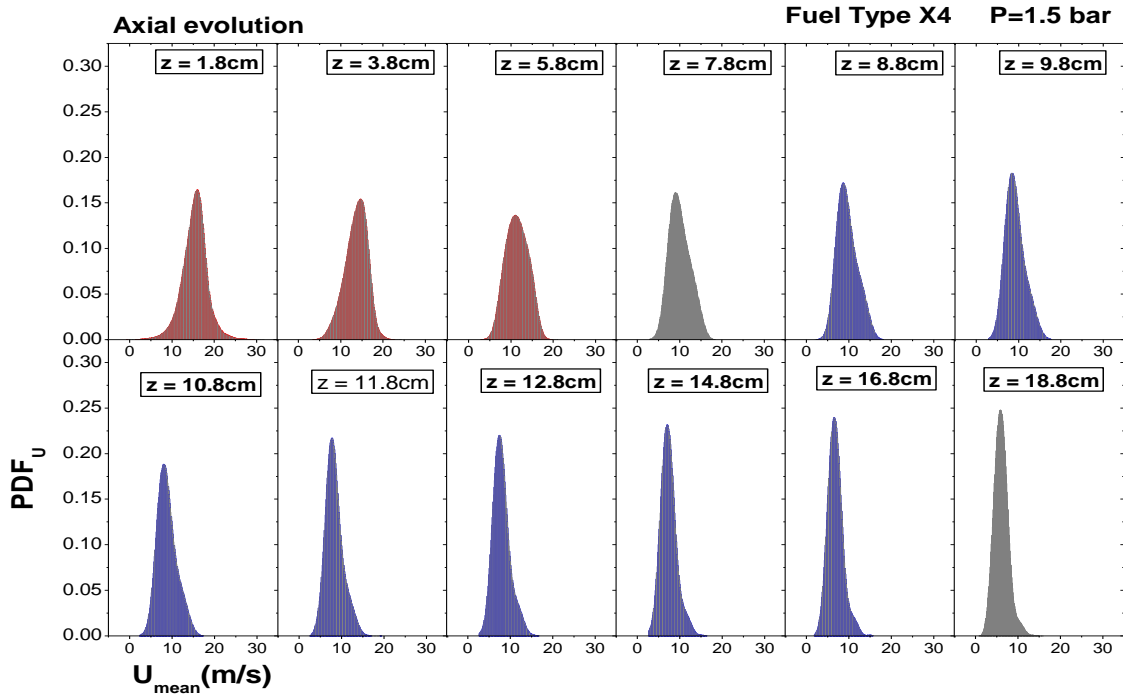 Axial evolution Fuel Type X4 P=1.5 bar
z = 1.8cm z = 3.8cm z = 5.8cm z = 7.8cm z = 8.8cm z = 9.8cm
0.30
0.25
0.20
0.15
0.10
0.05
0.00
0 10 20 30 0 10 20 30 0 10 20 30 0 10 20 30 0 10 20 30 0 10 20 30
z = 10.8cm z = 11.8cm z = 12.8cm z = 14.8cm z = 16.8cm z = 18.8cm
0.30
0.25
0.20
0.15
0.10
0.05
0.00
0 10 20 30 0 10 20 30 0 10 20 30 0 10 20 30 0 10 20 30 0 10 20 30
PDF_U
U_mean(m/s)